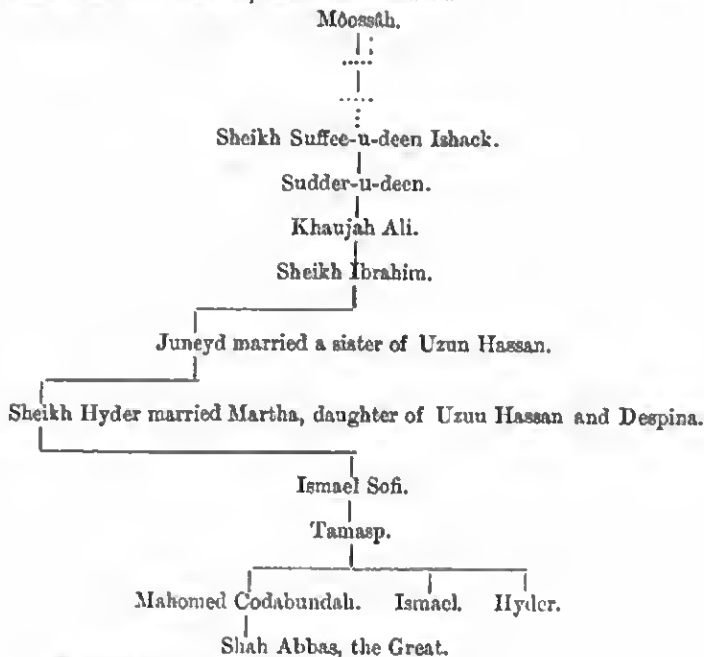 Môossâh.
Sheikh Suffee-u-deen Ishack.
Sudder-u-deen.
Khaujah Ali.
Sheikh Ibrahim.
Juneyd married a sister of Uzun Hassan.
Sheikh Hyder married Martha, daughter of Uzun Hassan and Despina.
Ismael Sofi.
Tamasp.
Mahomed Codabundah. Ismael. Hyder.
Shah Abbas, the Great.